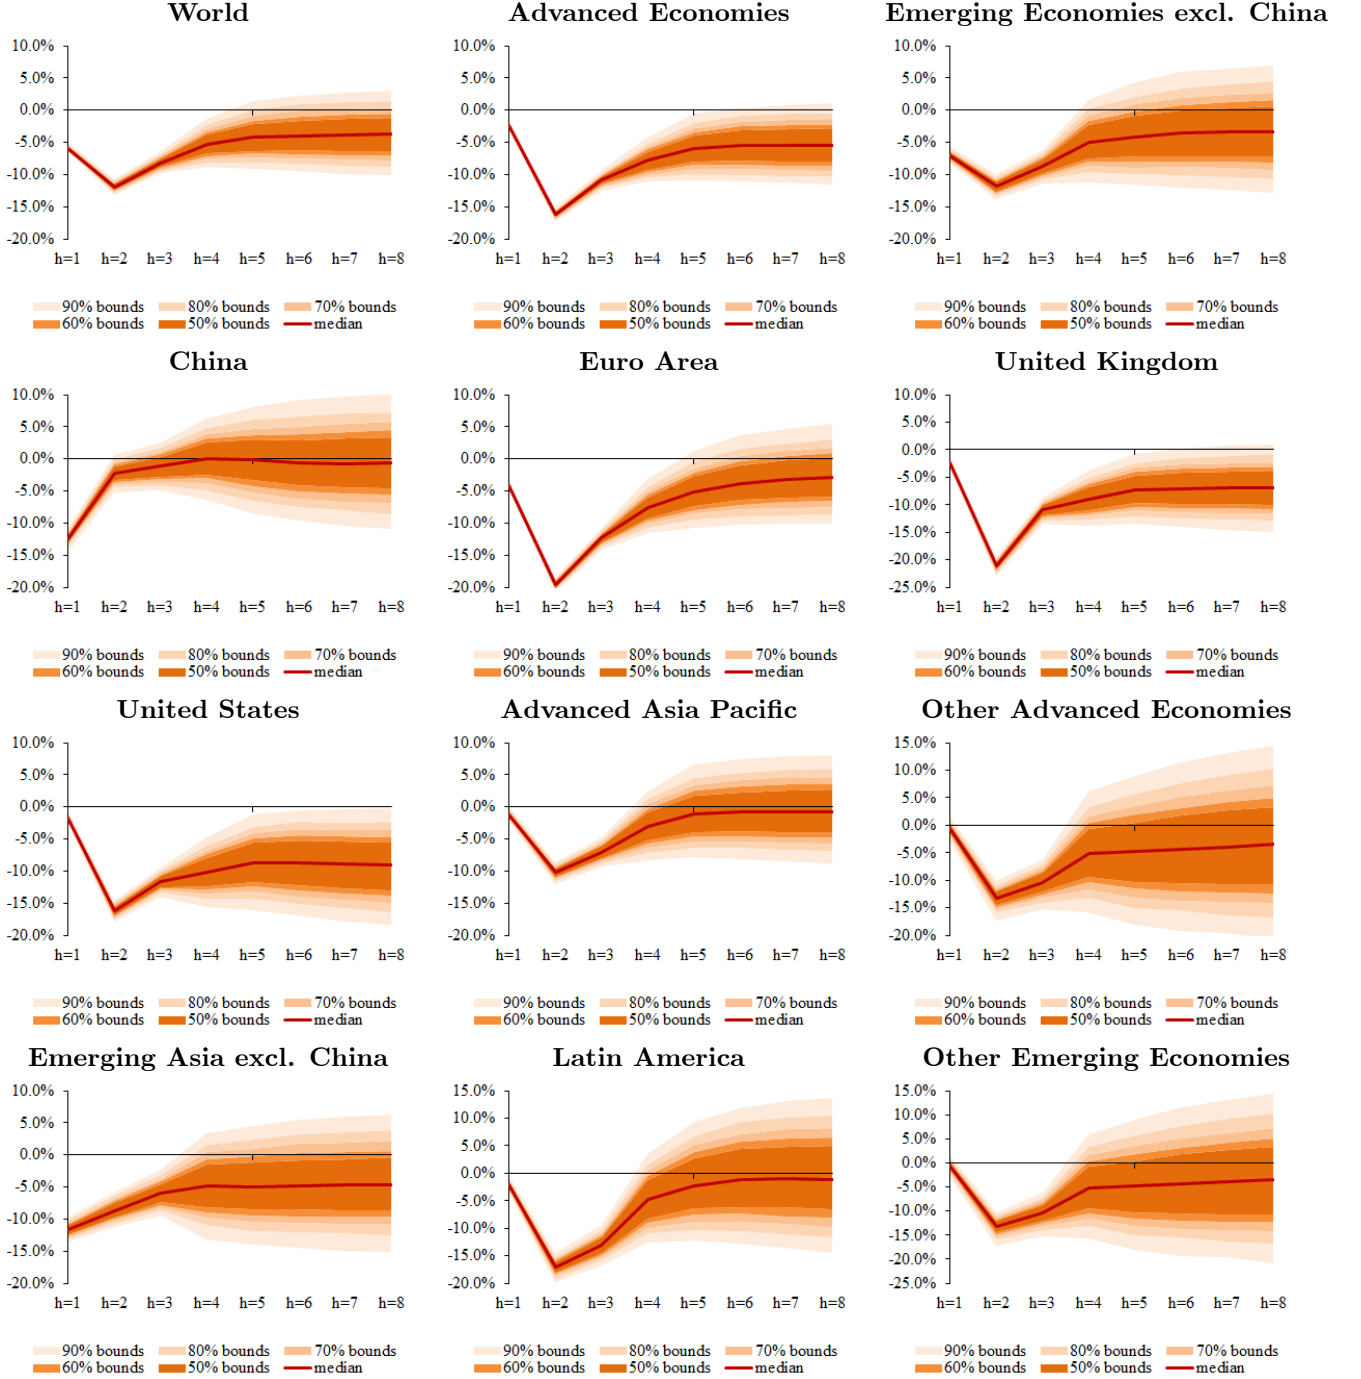 World
10.0%
5.0%
0.0%
-5.0%
-10.0%
-15.0%
-20.0%
h=1 h=2 h=3 h=4 h=5 h=6 h=7 h=8
90% bounds 80% bounds 70% bounds
60% bounds 50% bounds median
Advanced Economies
10.0%
5.0%
0.0%
-5.0%
-10.0%
-15.0%
-20.0%
h=1 h=2 h=3 h=4 h=5 h=6 h=7 h=8
90% bounds 80% bounds 70% bounds
60% bounds 50% bounds median
Emerging Economies excl. China
10.0%
5.0%
0.0%
-5.0%
-10.0%
-15.0%
-20.0%
h=1 h=2 h=3 h=4 h=5 h=6 h=7 h=8
90% bounds 80% bounds 70% bounds
60% bounds 50% bounds median
China
10.0%
5.0%
0.0%
-5.0%
-10.0%
-15.0%
-20.0%
h=1 h=2 h=3 h=4 h=5 h=6 h=7 h=8
90% bounds 80% bounds 70% bounds
60% bounds 50% bounds median
Euro Area
10.0%
5.0%
0.0%
-5.0%
-10.0%
-15.0%
-20.0%
h=1 h=2 h=3 h=4 h=5 h=6 h=7 h=8
90% bounds 80% bounds 70% bounds
60% bounds 50% bounds median
United Kingdom
10.0%
5.0%
0.0%
-5.0%
-10.0%
-15.0%
-20.0%
-25.0%
h=1 h=2 h=3 h=4 h=5 h=6 h=7 h=8
90% bounds 80% bounds 70% bounds
60% bounds 50% bounds median
United States
10.0%
5.0%
0.0%
-5.0%
-10.0%
-15.0%
-20.0%
h=1 h=2 h=3 h=4 h=5 h=6 h=7 h=8
90% bounds 80% bounds 70% bounds
60% bounds 50% bounds median
Advanced Asia Pacific
10.0%
5.0%
0.0%
-5.0%
-10.0%
-15.0%
-20.0%
h=1 h=2 h=3 h=4 h=5 h=6 h=7 h=8
90% bounds 80% bounds 70% bounds
60% bounds 50% bounds median
Other Advanced Economies
15.0%
10.0%
5.0%
0.0%
-5.0%
-10.0%
-15.0%
-20.0%
h=1 h=2 h=3 h=4 h=5 h=6 h=7 h=8
90% bounds 80% bounds 70% bounds
60% bounds 50% bounds median
Emerging Asia excl. China
10.0%
5.0%
0.0%
-5.0%
-10.0%
-15.0%
-20.0%
h=1 h=2 h=3 h=4 h=5 h=6 h=7 h=8
90% bounds 80% bounds 70% bounds
60% bounds 50% bounds median
Latin America
15.0%
10.0%
5.0%
0.0%
-5.0%
-10.0%
-15.0%
-20.0%
h=1 h=2 h=3 h=4 h=5 h=6 h=7 h=8
90% bounds 80% bounds 70% bounds
60% bounds 50% bounds median
Other Emerging Economies
15.0%
10.0%
5.0%
0.0%
-5.0%
-10.0%
-15.0%
-20.0%
-25.0%
h=1 h=2 h=3 h=4 h=5 h=6 h=7 h=8
90% bounds 80% bounds 70% bounds
60% bounds 50% bounds median